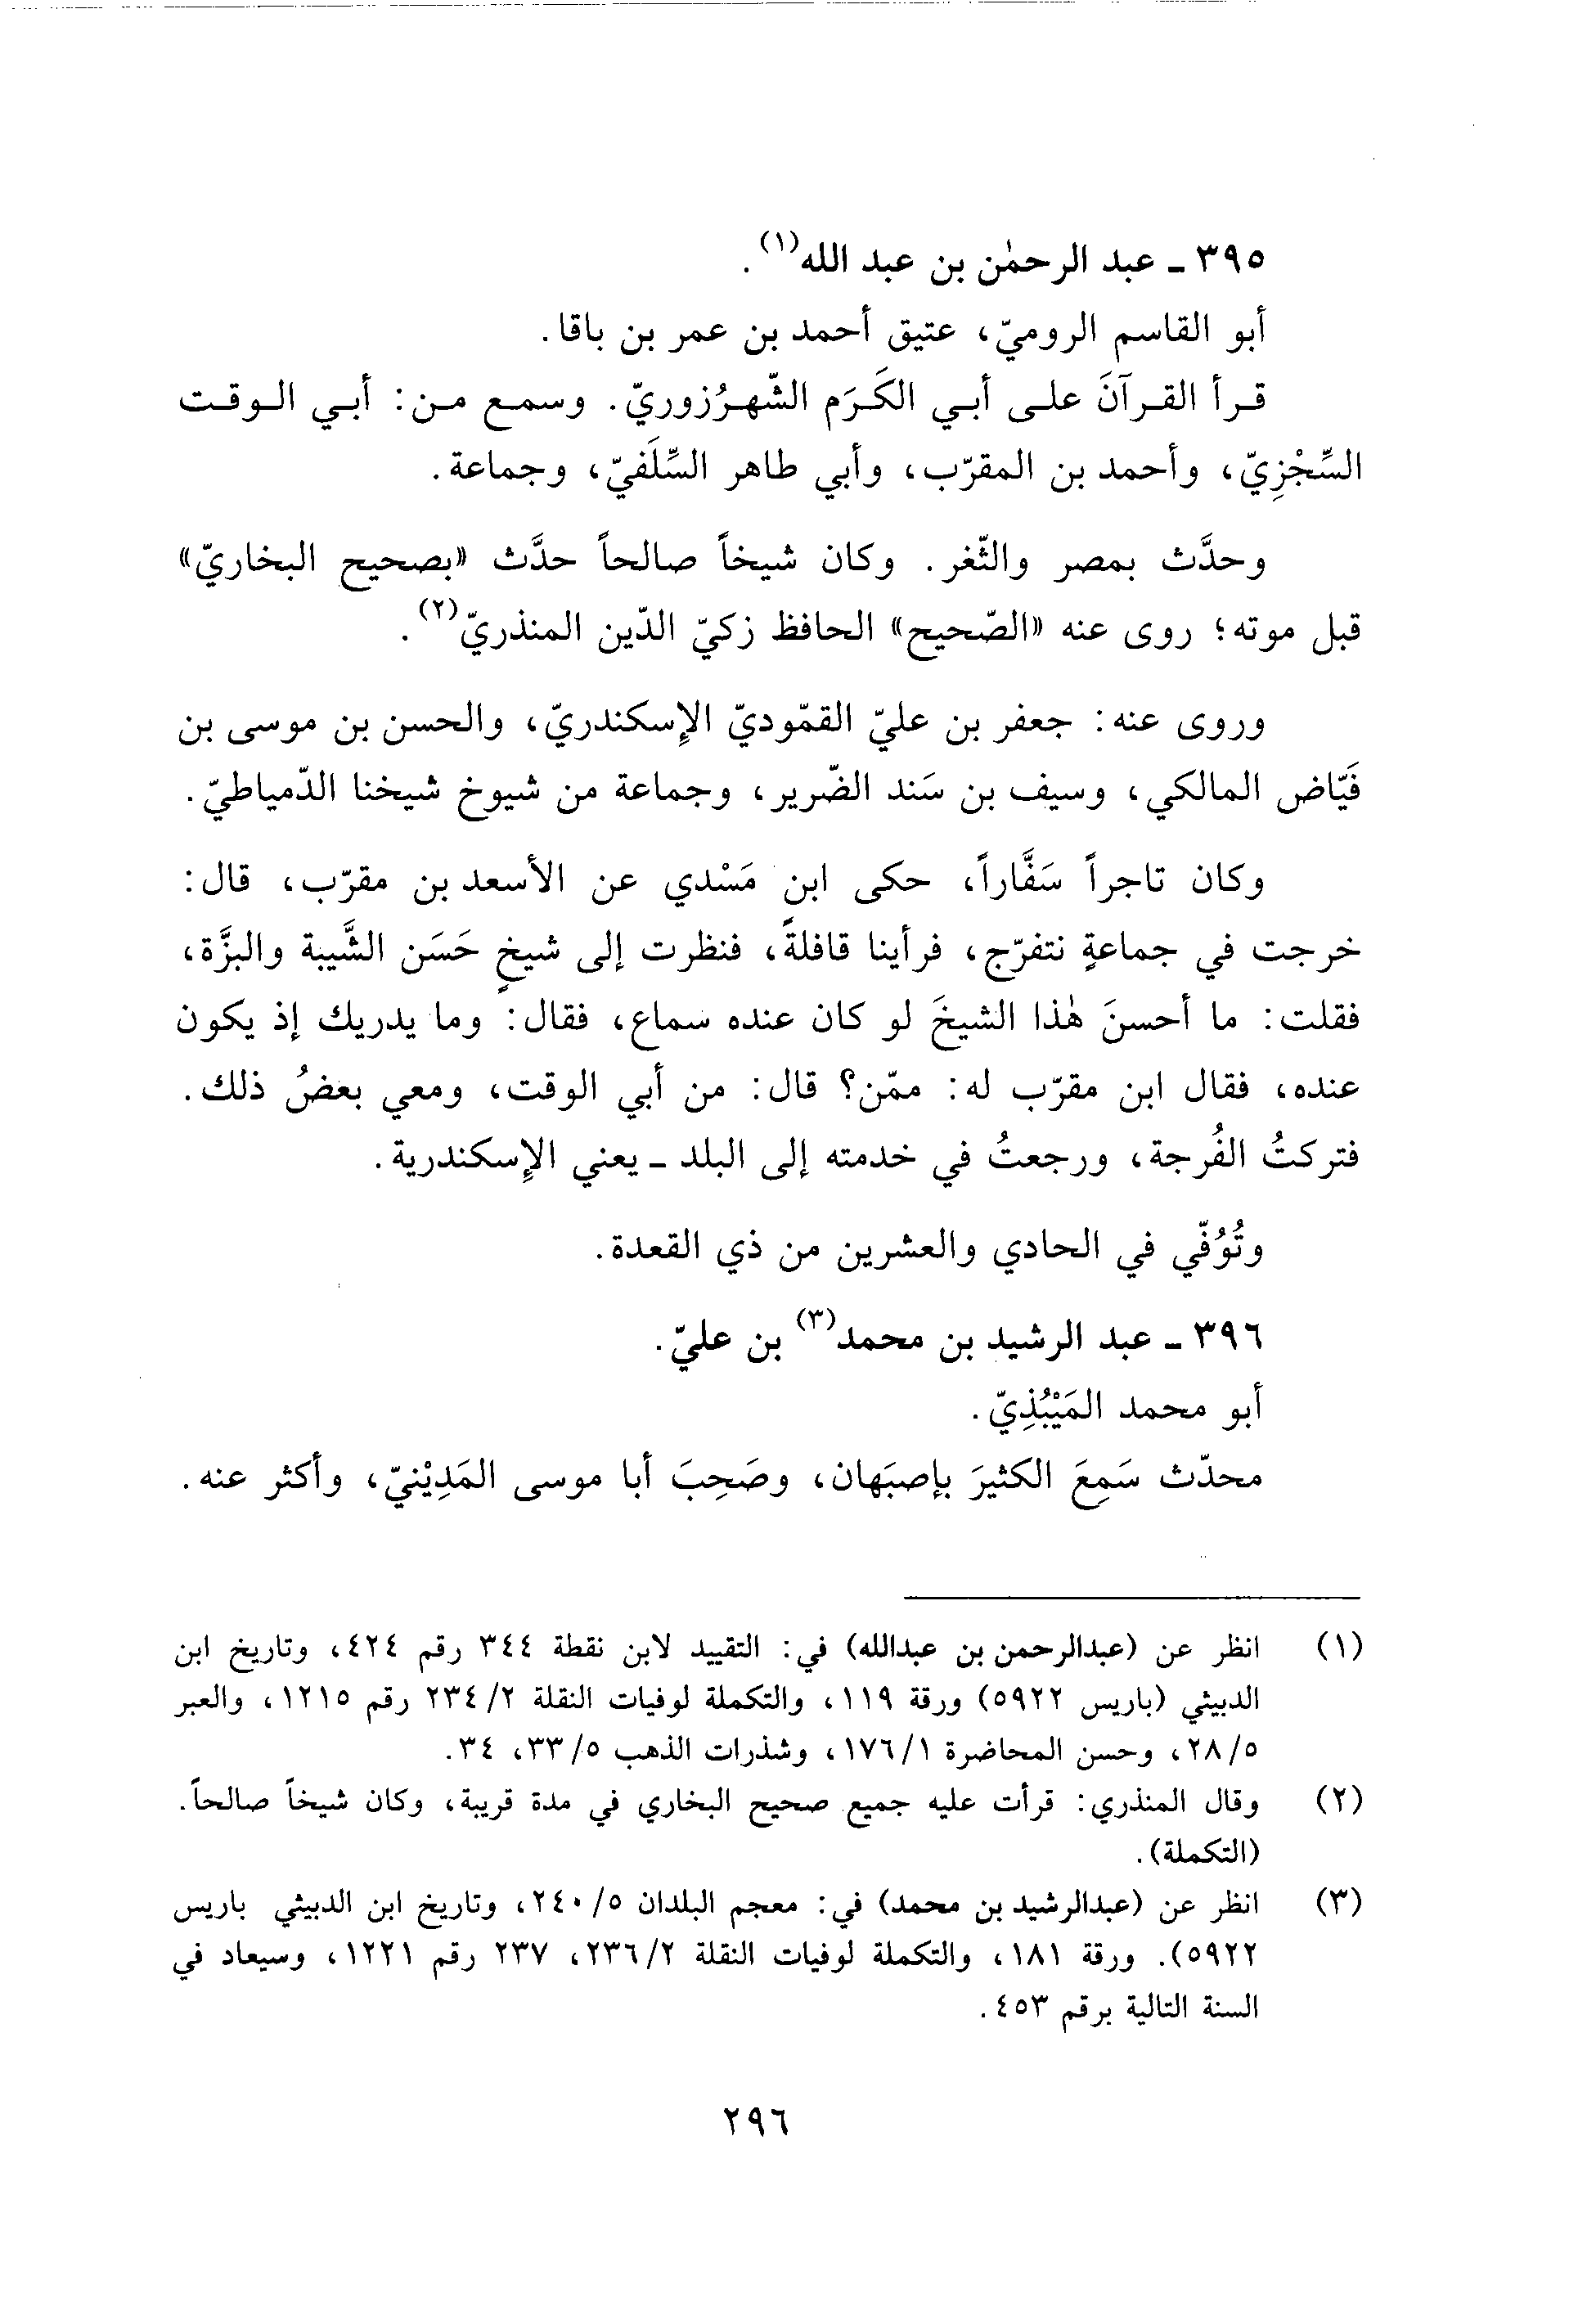 ٣٩٥ ـ عبد الرحمٰن بن عبد الله(١).
أبو القاسم الروميّ، عتيق أحمد بن عمر بن باقا.
قرأ القرآنَ على أبي الكَرَم الشّهرُزوريّ. وسمع من: أبي الوقت
السِّجْزِيّ، وأحمد بن المقرّب، وأبي طاهر السِّلَفيّ، وجماعة.
وحدَّث بمصر والثّغر. وكان شيخاً صالحاً حدَّث «بصحيح البخاريّ»
قبل موته؛ روى عنه «الصّحيح» الحافظ زكيّ الدّين المنذريّ(٢).
وروى عنه: جعفر بن عليّ القمّوديّ الإسكندريّ، والحسن بن موسى بن
فَيّاض المالكي، وسيف بن سَند الضّرير، وجماعة من شيوخ شيخنا الدّمياطيّ.
وكان تاجراً سَفَّاراً، حكى ابن مَسْدي عن الأسعد بن مقرّب، قال:
خرجت في جماعةٍ نتفرّج، فرأينا قافلةً، فنظرت إلى شيخٍ حَسَن الشَّيبة والبزَّة،
فقلت: ما أحسنَ هٰذا الشيخَ لو كان عنده سماع، فقال: وما يدريك إذ يكون
عنده، فقال ابن مقرّب له: ممّن؟ قال: من أبي الوقت، ومعي بعضُ ذلك.
فتركتُ الفُرجة، ورجعتُ في خدمته إلى البلد ـ يعني الإسكندرية.
وتُوُفّي في الحادي والعشرين من ذي القعدة.
٣٩٦ ـ عبد الرشيد بن محمد(٣) بن عليّ.
أبو محمد المَيْبُذِيّ.
محدّث سَمِعَ الكثيرَ بإصبَهان، وصَحِبَ أبا موسى المَدِيْنيّ، وأكثر عنه.
(١) انظر عن (عبدالرحمن بن عبدالله) في: التقييد لابن نقطة ٣٤٤ رقم ٤٢٤، وتاريخ ابن
الدبيثي (باريس ٥٩٢٢) ورقة ١١٩، والتكملة لوفيات النقلة ٢/ ٢٣٤ رقم ١٢١٥، والعبر
٥/ ٢٨، وحسن المحاضرة ١/ ١٧٦، وشذرات الذهب ٥/ ٣٣، ٣٤.
(٢) وقال المنذري: قرأت عليه جميع صحيح البخاري في مدة قريبة، وكان شيخاً صالحاً.
(التكملة).
(٣) انظر عن (عبدالرشيد بن محمد) في: معجم البلدان ٥/ ٢٤٠، وتاريخ ابن الدبيثي باريس
٥٩٢٢). ورقة ١٨١، والتكملة لوفيات النقلة ٢/ ٢٣٦، ٢٣٧ رقم ١٢٢١، وسيعاد في
السنة التالية برقم ٤٥٣.
٢٩٦